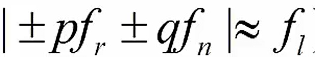 | ± pf_r ± qf_n |≈ f_l